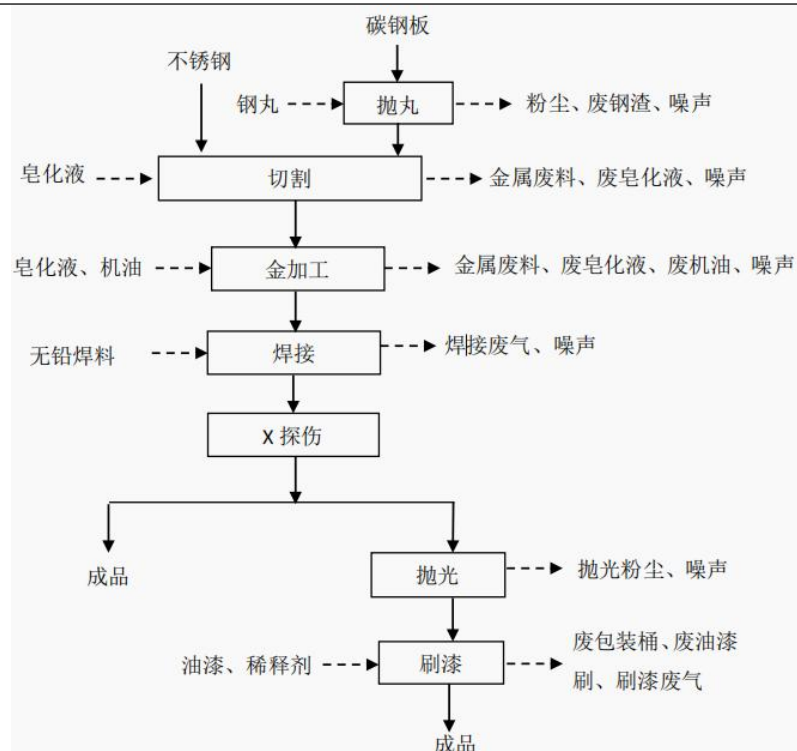 碳钢板
不锈钢
钢丸
抛丸
粉尘、废钢渣、噪声
皂化液
切割
金属废料、废皂化液、噪声
皂化液、机油
金加工
金属废料、废皂化液、废机油、噪声
无铅焊料
焊接
焊接废气、噪声
X 探伤
成品
抛光
抛光粉尘、噪声
油漆、稀释剂
刷漆
废包装桶、废油漆
刷、刷漆废气
成品